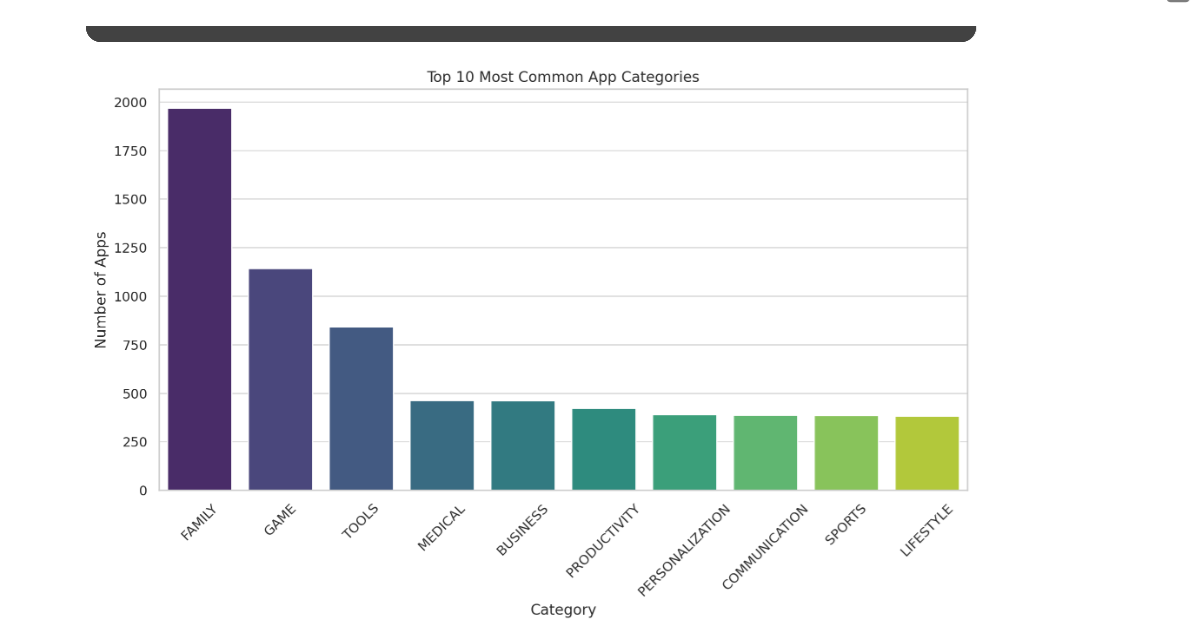 Top 10 Most Common App Categories
Number of Apps
2000
1750
1500
1250
1000
750
500
250
0
FAMILY
GAME
TOOLS
MEDICAL
BUSINESS
PRODUCTIVITY
PERSONALIZATION
COMMUNICATION
SPORTS
LIFESTYLE
Category